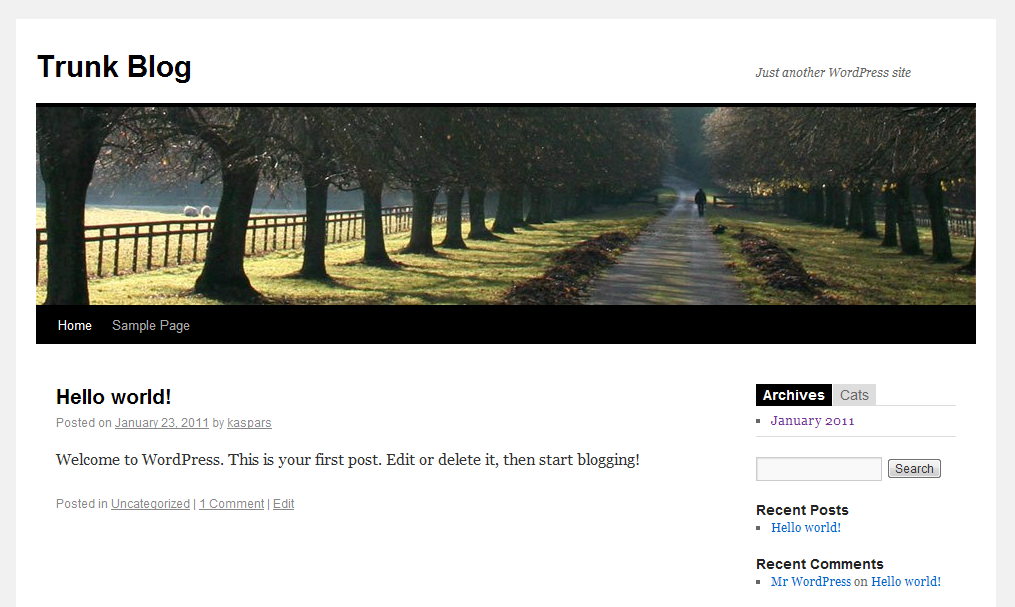 Trunk Blog
Just another WordPress site
Home Sample Page
Hello world!
Posted on January 23, 2011 by kaspars
Welcome to WordPress. This is your first post. Edit or delete it, then start blogging!
Posted in Uncategorized | 1 Comment | Edit
Archives Cats
January 2011
Search
Recent Posts
Hello world!
Recent Comments
Mr WordPress on Hello world!